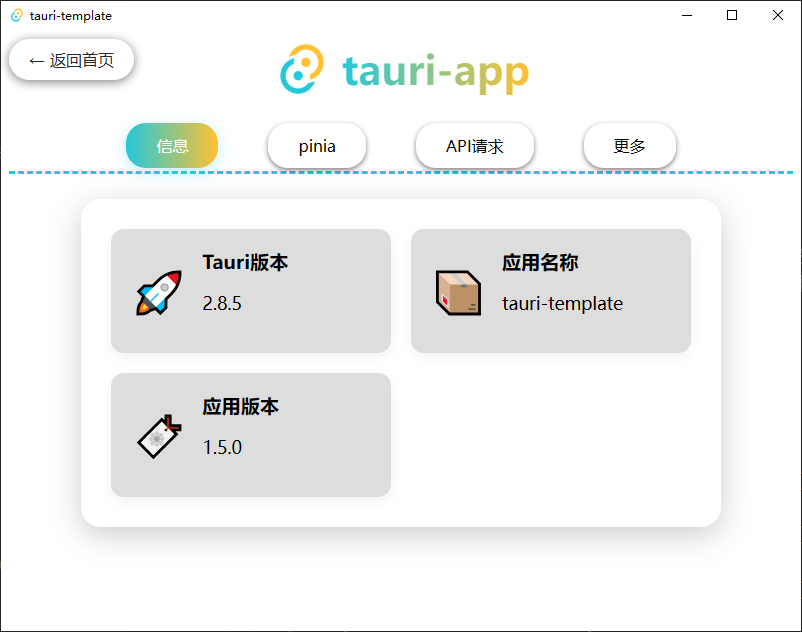 tauri-template
← 返回首页
tauri-app
信息
pinia
API请求
更多
Tauri版本
2.8.5
应用名称
tauri-template
应用版本
1.5.0